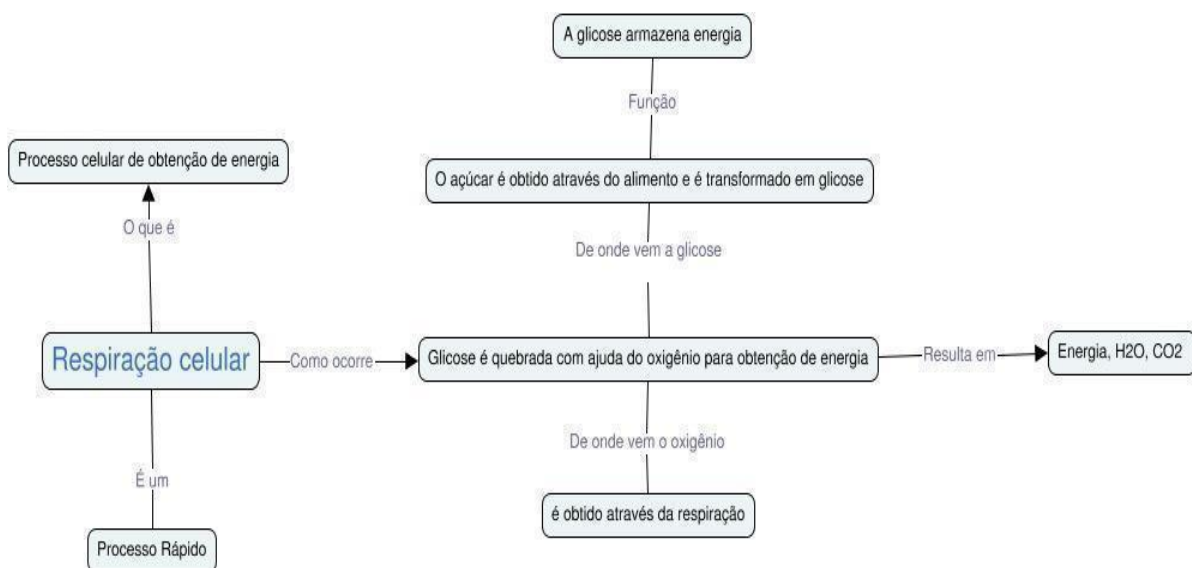 A glicose armazena energia
Função
Processo celular de obtenção de energia
O açúcar é obtido através do alimento e é transformado em glicose
O que é
De onde vem a glicose
Respiração celular
Como ocorre
Glicose é quebrada com ajuda do oxigênio para obtenção de energia
Resulta em
Energia, H2O, CO2
De onde vem o oxigênio
É um
é obtido através da respiração
Processo Rápido